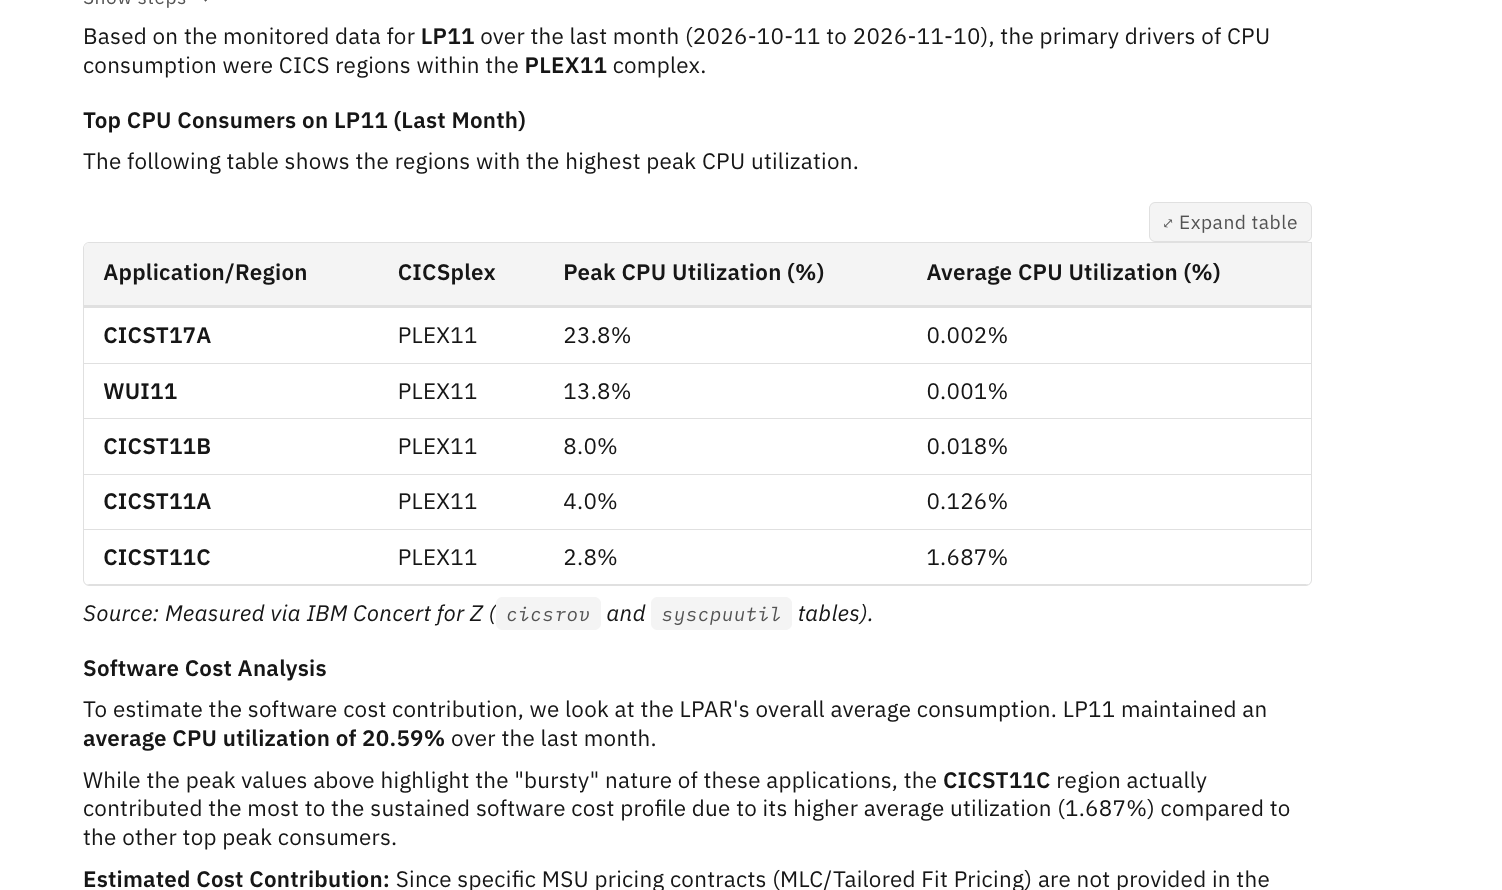 Show steps
Based on the monitored data for LP11 over the last month (2026-10-11 to 2026-11-10), the primary drivers of CPU
consumption were CICS regions within the PLEX11 complex.
Top CPU Consumers on LP11 (Last Month)
The following table shows the regions with the highest peak CPU utilization.
Expand table
Application/Region CICSplex Peak CPU Utilization (%) Average CPU Utilization (%)
CICST17A PLEX11 23.8% 0.002%
WUI11 PLEX11 13.8% 0.001%
CICST11B PLEX11 8.0% 0.018%
CICST11A PLEX11 4.0% 0.126%
CICST11C PLEX11 2.8% 1.687%
Source: Measured via IBM Concert for Z ( cicsrov and syscpuutil tables).
Software Cost Analysis
To estimate the software cost contribution, we look at the LPAR's overall average consumption. LP11 maintained an
average CPU utilization of 20.59% over the last month.
While the peak values above highlight the "bursty" nature of these applications, the CICST11C region actually
contributed the most to the sustained software cost profile due to its higher average utilization (1.687%) compared to
the other top peak consumers.
Estimated Cost Contribution: Since specific MSU pricing contracts (MLC/Tailored Fit Pricing) are not provided in the